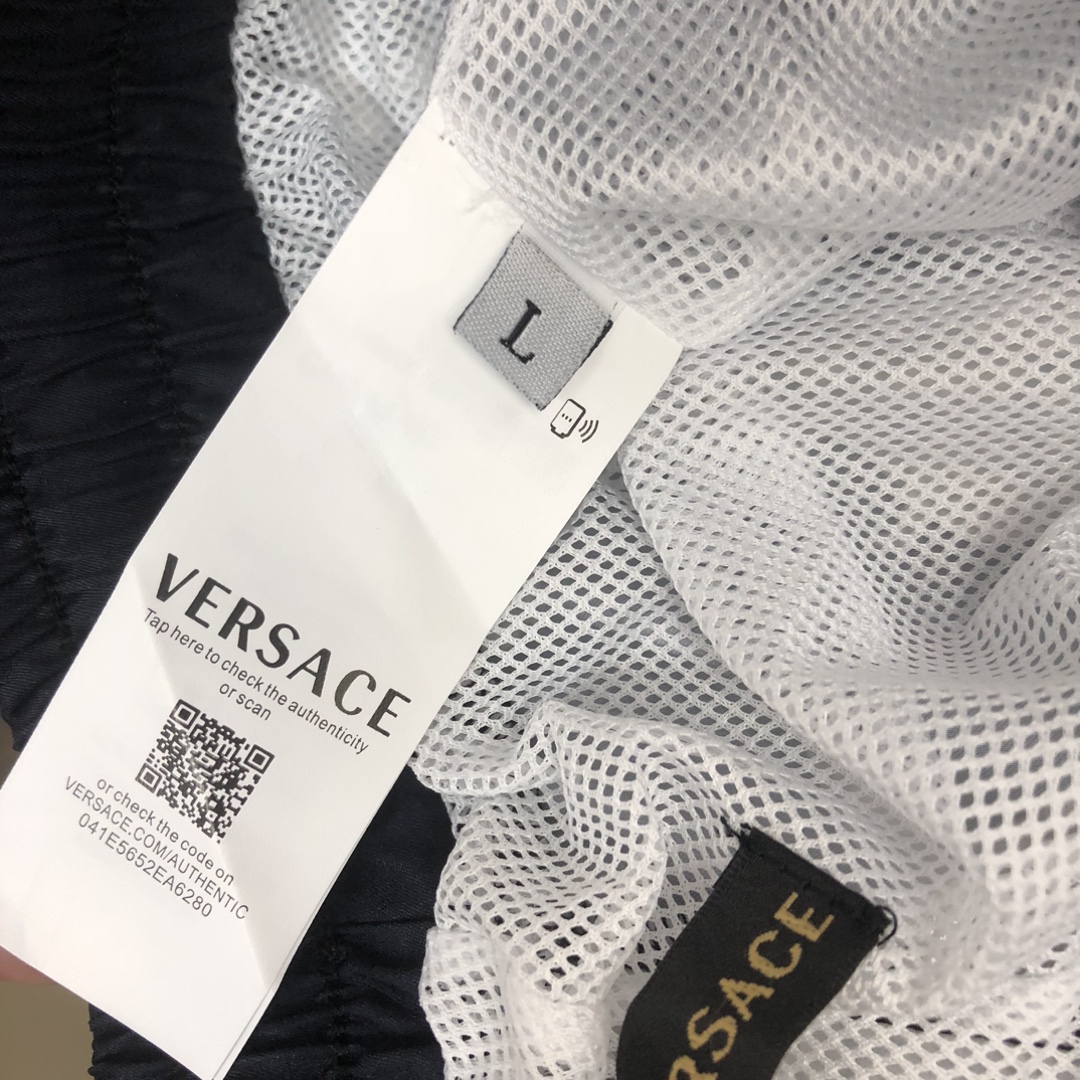 L
VERSACE
Tap here to check the authenticity
or scan
or check the code on
VERSACE.COM/AUTHENTIC
041E5652EA6280
RSACE